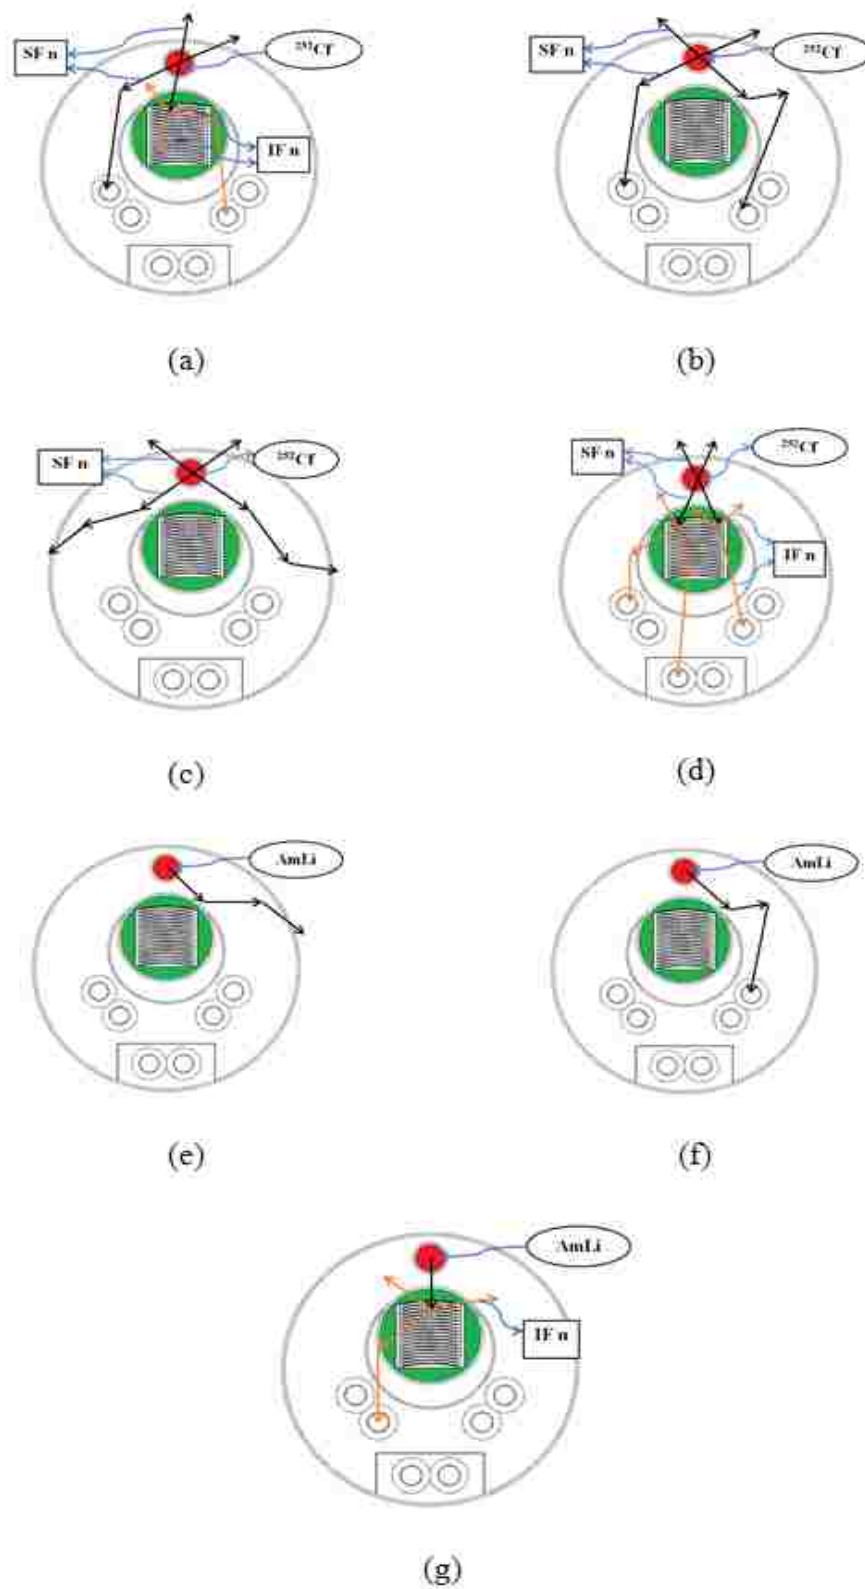 SF n
²⁵²Cf
IF n
(a)
SF n
²⁵²Cf
(b)
SF n
²⁵²Cf
(c)
SF n
²⁵²Cf
IF n
(d)
AmLi
(e)
AmLi
(f)
AmLi
IF n
(g)